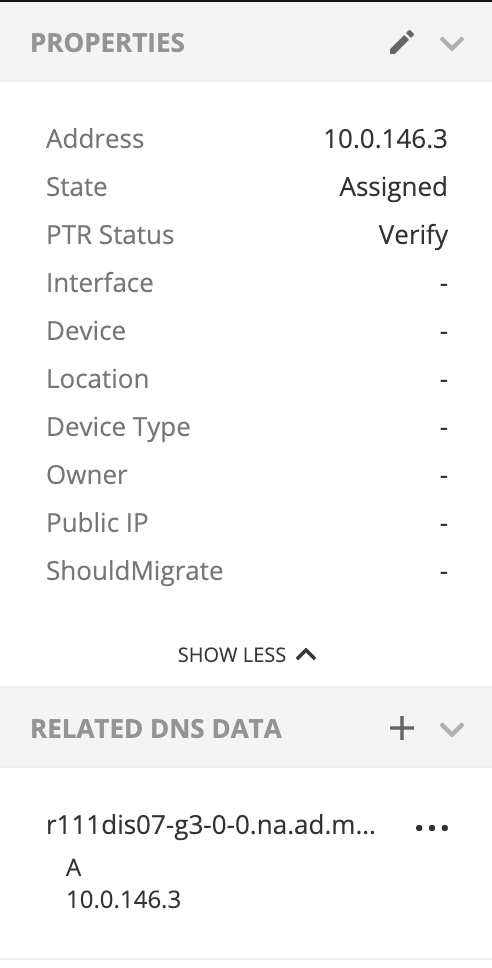 PROPERTIES
Address 10.0.146.3
State Assigned
PTR Status Verify
Interface -
Device -
Location -
Device Type -
Owner -
Public IP -
ShouldMigrate -
SHOW LESS
RELATED DNS DATA
r111dis07-g3-0-0.na.ad.m...
A
10.0.146.3